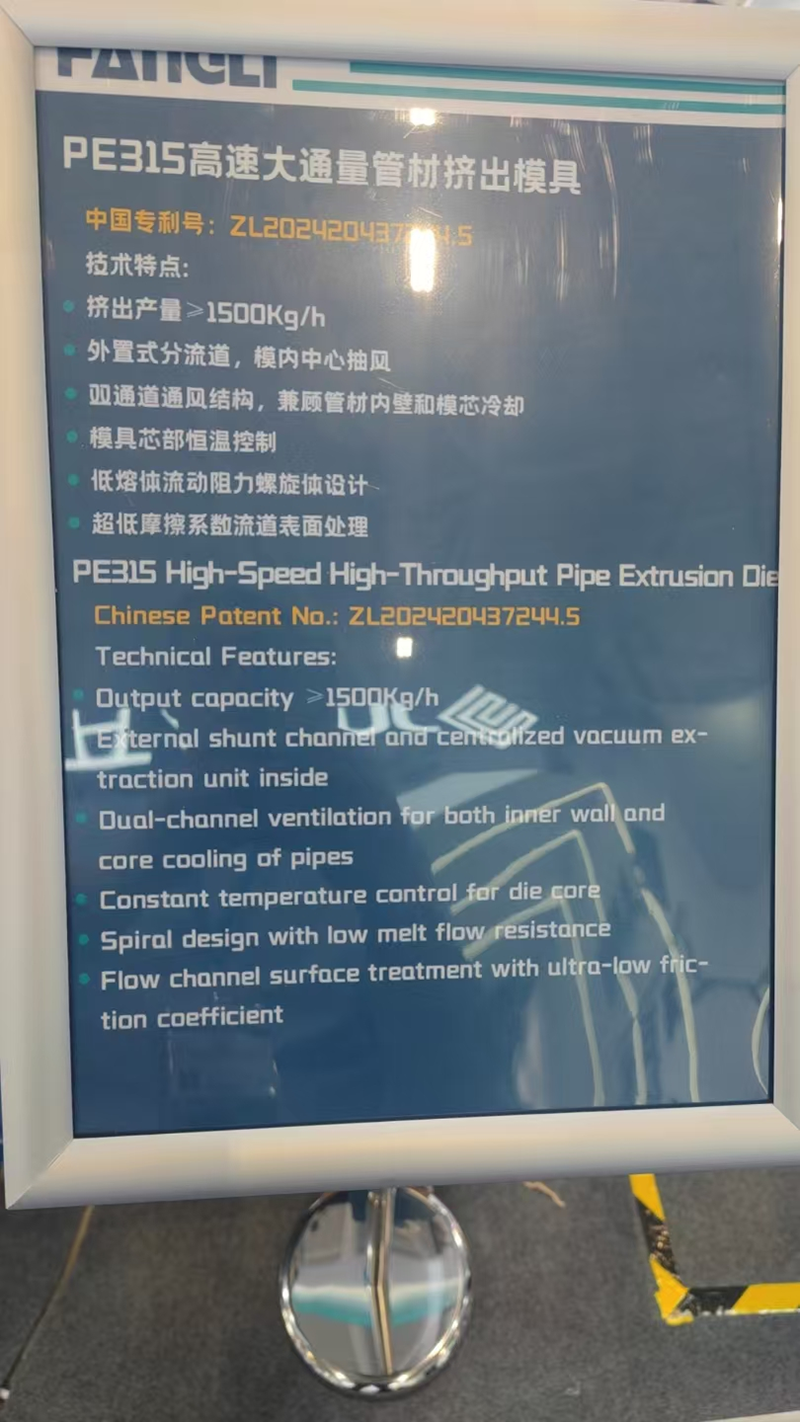 FANGLI
PE315高速大通量管材挤出模具
中国专利号：ZL202420437244.5
技术特点：
挤出产量≥1500Kg/h
外置式分流道，模内中心抽风
双通道通风结构，兼顾管材内壁和模芯冷却
模具芯部恒温控制
低熔体流动阻力螺旋体设计
超低摩擦系数流道表面处理
PE315 High-Speed High-Throughput Pipe Extrusion Die
Chinese Patent No.: ZL202420437244.5
Technical Features:
Output capacity ≥1500Kg/h
External shunt channel and centralized vacuum ex-
traction unit inside
Dual-channel ventilation for both inner wall and
core cooling of pipes
Constant temperature control for die core
Spiral design with low melt flow resistance
Flow channel surface treatment with ultra-low fric-
tion coefficient